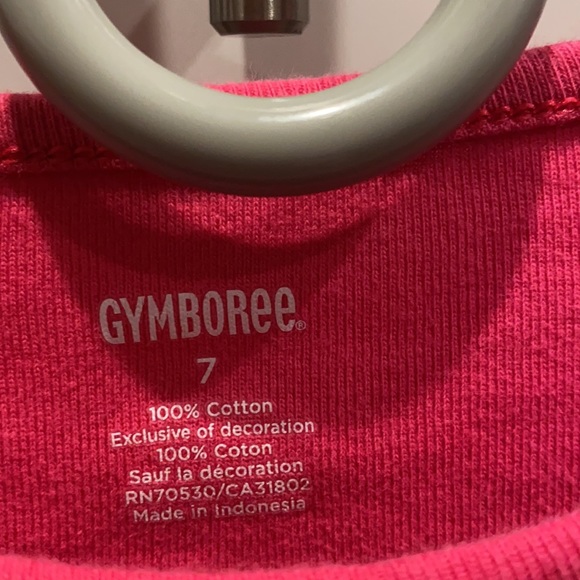 GYMBOREE®
7
100% Cotton
Exclusive of decoration
100% Coton
Sauf la décoration
RN70530/CA31802
Made in Indonesia